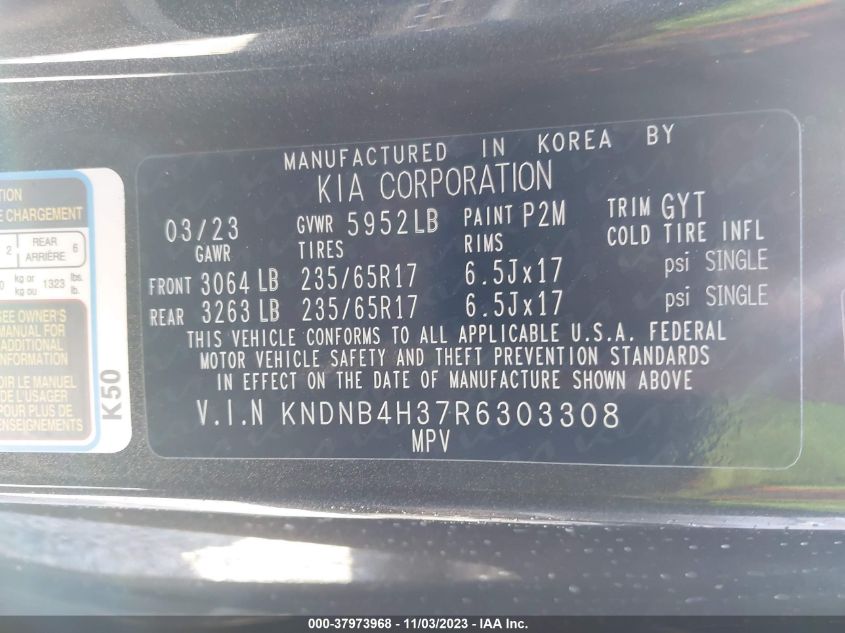 MANUFACTURED IN KOREA BY
KIA CORPORATION
03/23 GVWR 5952LB PAINT P2M TRIM GYT
GAWR TIRES RIMS COLD TIRE INFL
FRONT 3064 LB 235/65R17 6.5Jx17 psi SINGLE
REAR 3263 LB 235/65R17 6.5Jx17 psi SINGLE
THIS VEHICLE CONFORMS TO ALL APPLICABLE U.S.A. FEDERAL
MOTOR VEHICLE SAFETY AND THEFT PREVENTION STANDARDS
IN EFFECT ON THE DATE OF MANUFACTURE SHOWN ABOVE
V.I.N KNDNB4H37R6303308
MPV
CHARGEMENT
2 REAR ARRIÈRE 6
kg or kg ou 1323 lbs. lb.
SEE OWNER'S
MANUAL FOR
ADDITIONAL
INFORMATION
LE MANUEL
DE L'USAGER
POUR PLUS DE
RENSEIGNEMENTS
K50
000-37973968 - 11/03/2023 - IAA Inc.